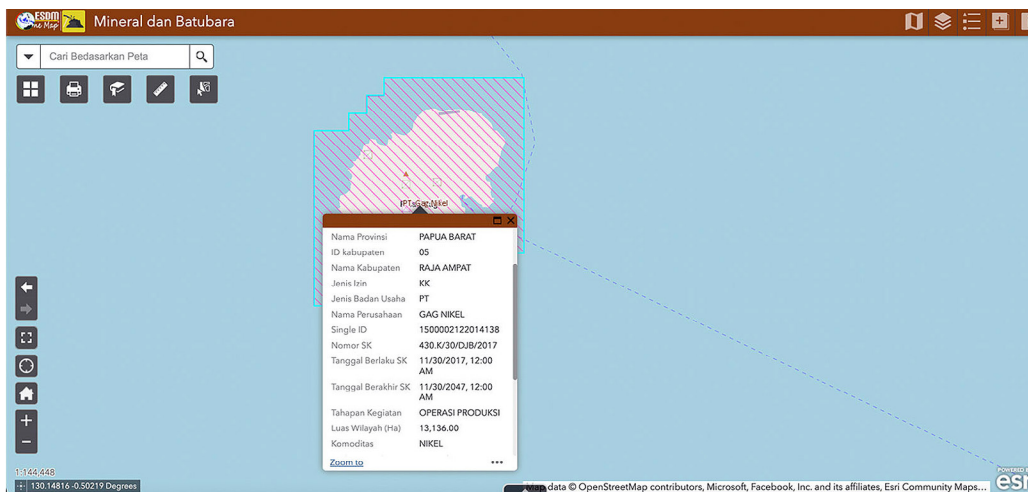 ESDM
One Map
Mineral dan Batubara
Cari Bedasarkan Peta
PT. Gag Nikel
Nama Provinsi PAPUA BARAT
ID kabupaten 05
Nama Kabupaten RAJA AMPAT
Jenis Izin KK
Jenis Badan Usaha PT
Nama Perusahaan GAG NIKEL
Single ID 1500002122014138
Nomor SK 430.K/30/DJB/2017
Tanggal Berlaku SK 11/30/2017, 12:00
AM
Tanggal Berakhir SK 11/30/2047, 12:00
AM
Tahapan Kegiatan OPERASI PRODUKSI
Luas Wilayah (Ha) 13,136.00
Komoditas NIKEL
Zoom to
1:144,448
130.14816 -0.50219 Degrees
Map data © OpenStreetMap contributors, Microsoft, Facebook, Inc. and its affiliates, Esri Community Maps...
POWERED BY
esri